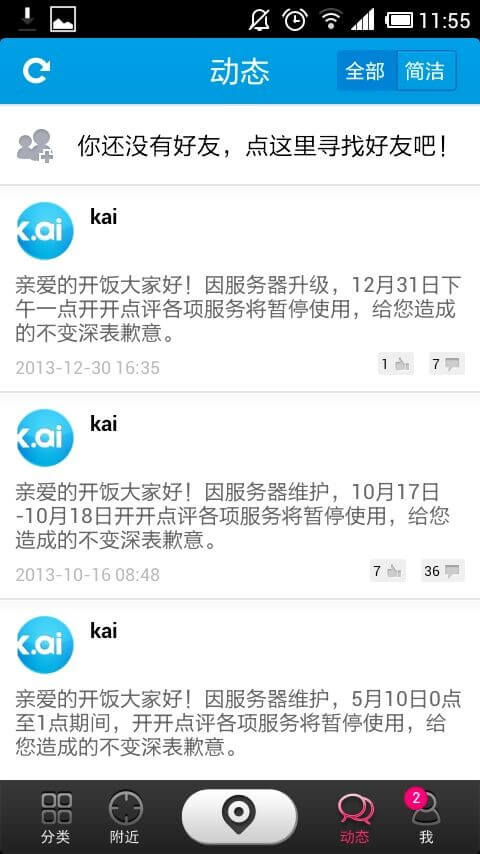 11:55
动态
全部
简洁
你还没有好友，点这里寻找好友吧！
k.ai
kai
亲爱的开饭大家好！因服务器升级，12月31日下
午一点开开点评各项服务将暂停使用，给您造成
的不变深表歉意。
2013-12-30 16:35
1
7
k.ai
kai
亲爱的开饭大家好！因服务器维护，10月17日
-10月18日开开点评各项服务将暂停使用，给您
造成的不变深表歉意。
2013-10-16 08:48
7
36
k.ai
kai
亲爱的开饭大家好！因服务器维护，5月10日0点
至1点期间，开开点评各项服务将暂停使用，给
您造成的不变深表歉意。
2
分类
附近
动态
我